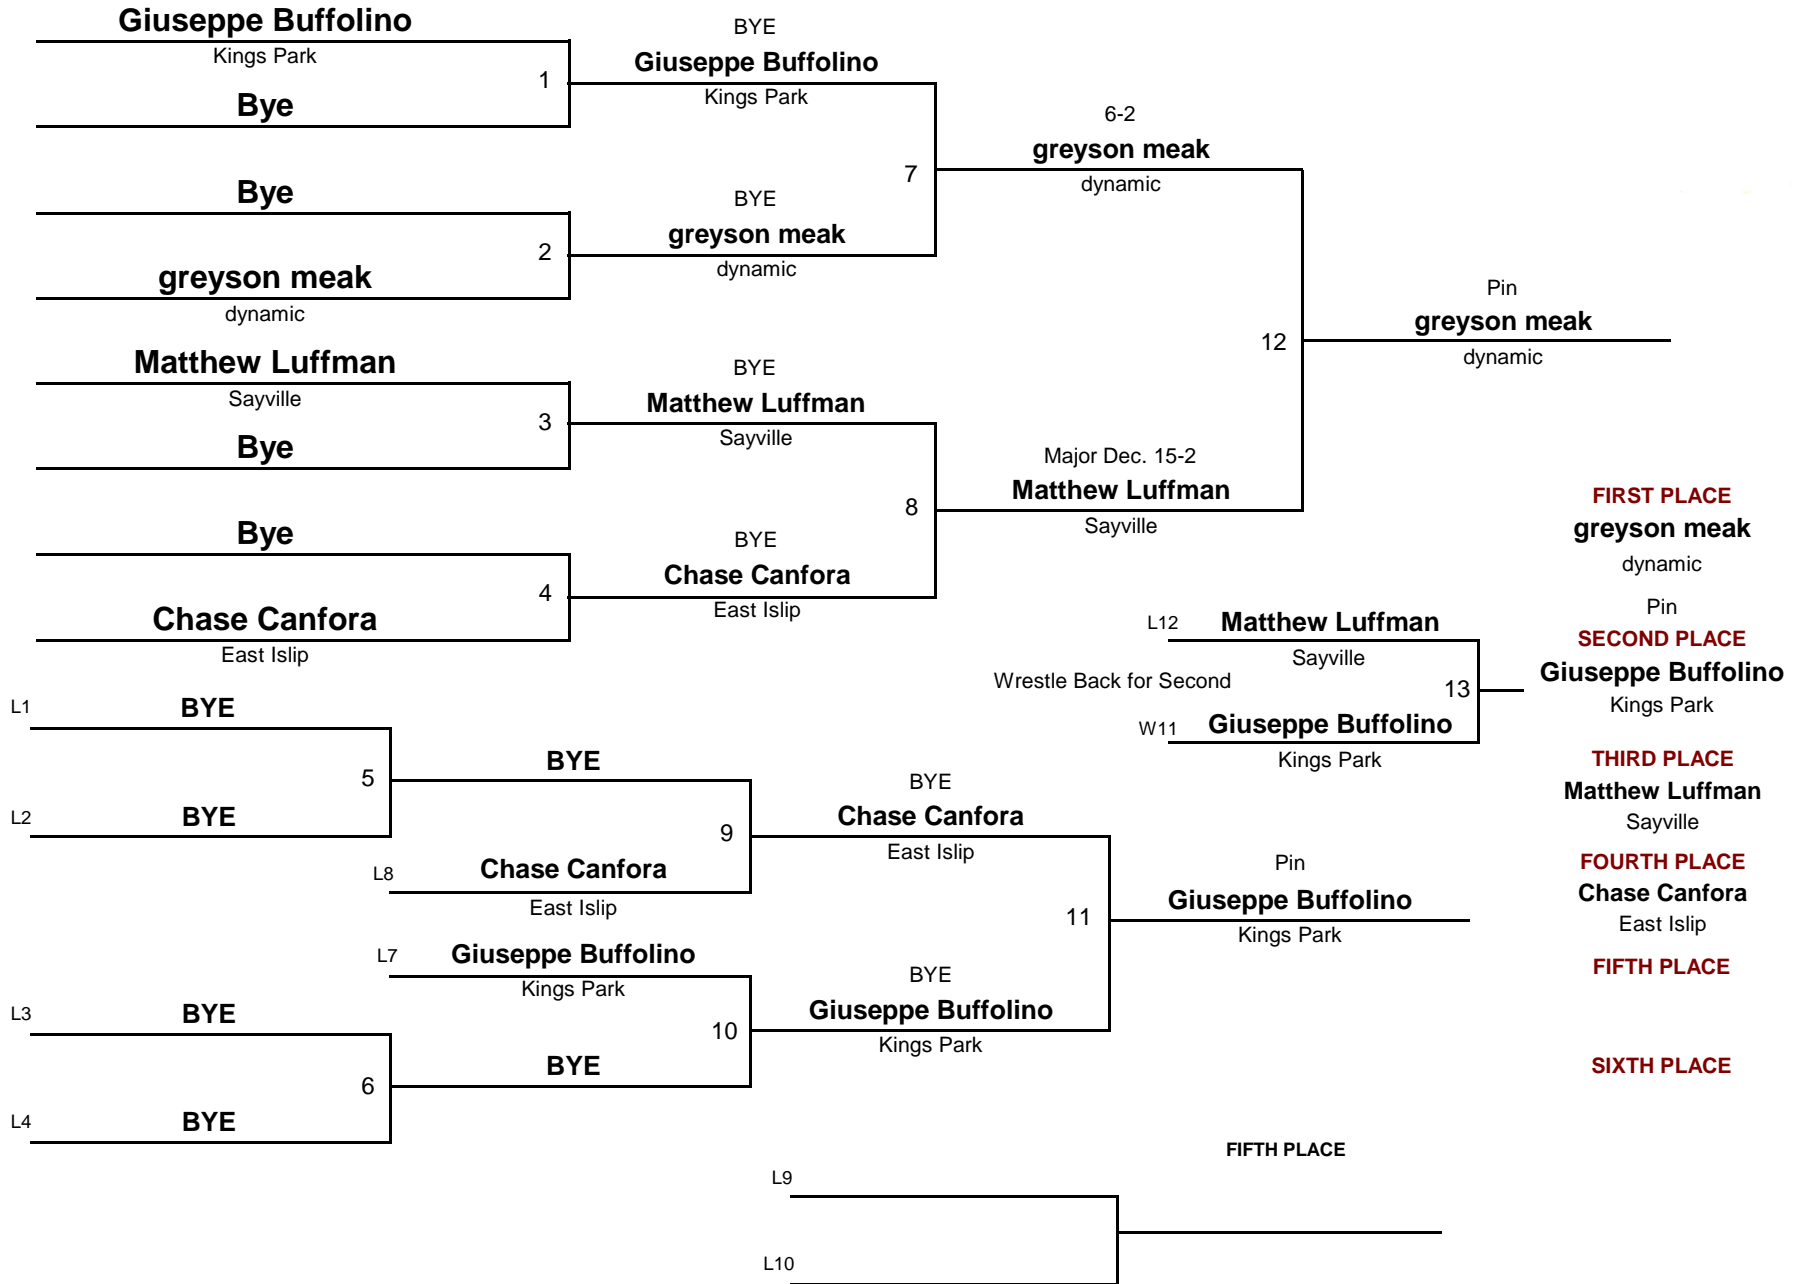 Giuseppe Buffolino
Kings Park
1
Bye
BYE
Giuseppe Buffolino
Kings Park
7
Bye
2
greyson meak
dynamic
BYE
greyson meak
dynamic
6-2
greyson meak
dynamic
12
Pin
greyson meak
dynamic
Matthew Luffman
Sayville
3
Bye
BYE
Matthew Luffman
Sayville
8
Bye
4
Chase Canfora
East Islip
BYE
Chase Canfora
East Islip
Major Dec. 15-2
Matthew Luffman
Sayville
FIRST PLACE
greyson meak
dynamic
Pin
SECOND PLACE
Giuseppe Buffolino
Kings Park
THIRD PLACE
Matthew Luffman
Sayville
FOURTH PLACE
Chase Canfora
East Islip
FIFTH PLACE
SIXTH PLACE
L12 Matthew Luffman
Sayville
Wrestle Back for Second
13
W11 Giuseppe Buffolino
Kings Park
L1 BYE
5
L2 BYE
BYE
9
L8 Chase Canfora
East Islip
BYE
Chase Canfora
East Islip
11
Pin
Giuseppe Buffolino
Kings Park
L7 Giuseppe Buffolino
Kings Park
10
BYE
Giuseppe Buffolino
Kings Park
L3 BYE
6
BYE
L4 BYE
FIFTH PLACE
L9
L10